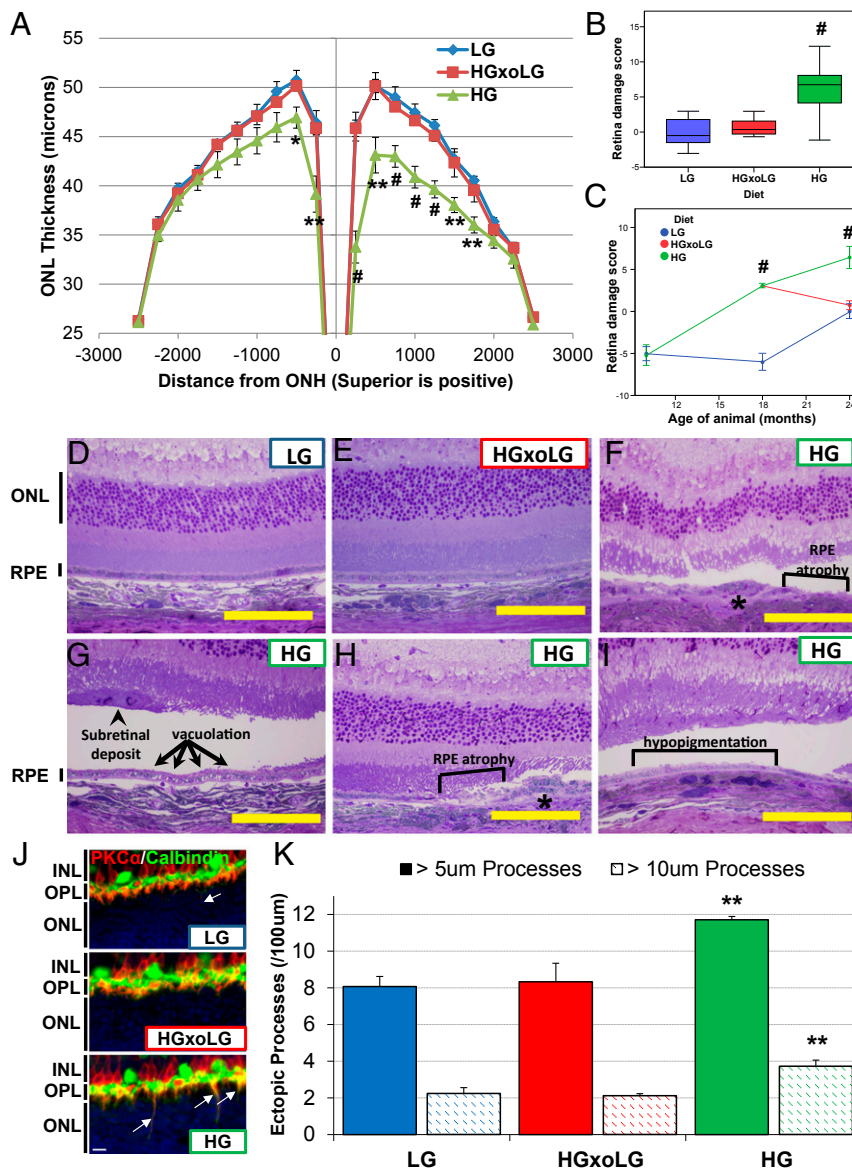 A
ONL Thickness (microns)
55
50
45
40
35
30
25
LG
HGxoLG
HG
*
**
#
**
#
#
#
**
**
-3000
-2000
-1000
0
1000
2000
3000
Distance from ONH (Superior is positive)
B
Retina damage score
15
10
5
0
-5
#
LG
HGxoLG
HG
Diet
C
Retina damage score
10
5
0
-5
-10
Diet
LG
HGxoLG
HG
#
#
12
15
18
21
24
Age of animal (months)
D
LG
ONL
RPE
E
HGxoLG
F
HG
RPE
atrophy
*
G
HG
Subretinal
deposit
vacuolation
RPE
H
HG
RPE atrophy
*
I
HG
hypopigmentation
J
PKCα/Calbindin
INL
OPL
ONL
LG
INL
OPL
ONL
HGxoLG
INL
OPL
ONL
HG
K
> 5um Processes
> 10um Processes
Ectopic Processes (/100um)
12
10
8
6
4
2
0
**
**
LG
HGxoLG
HG